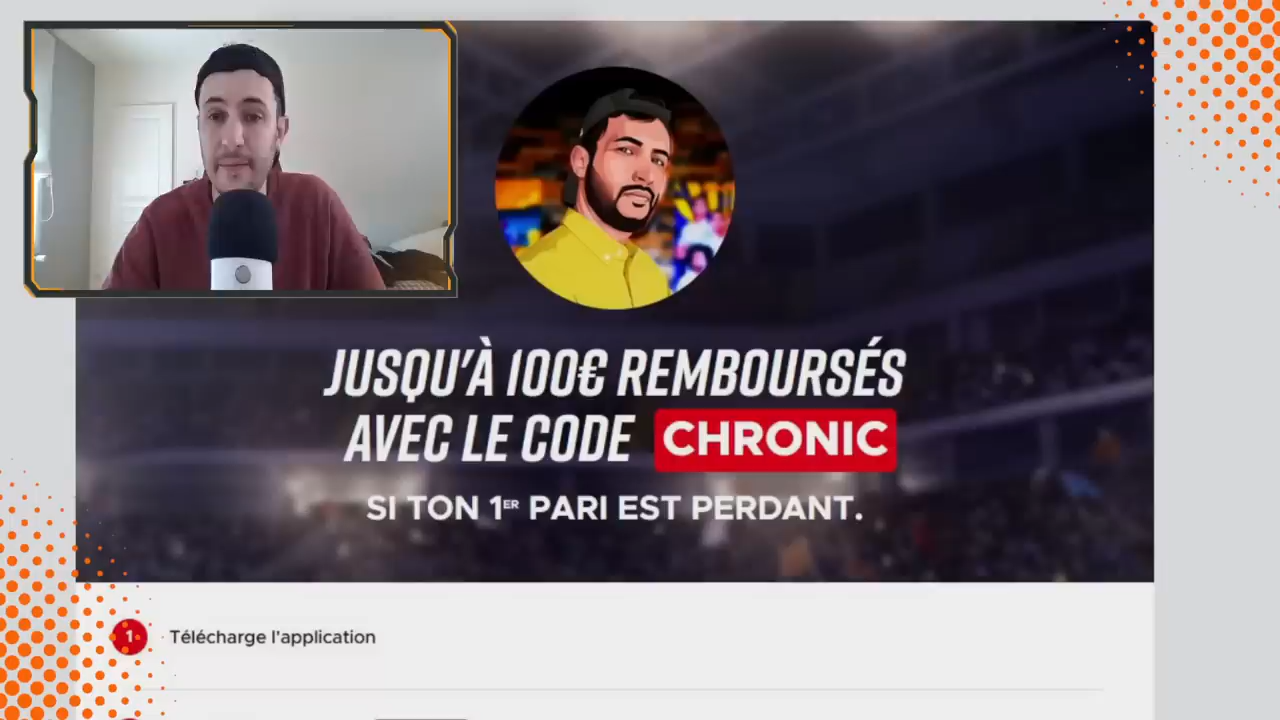 JUSQU'À 100€ REMBOURSÉS
AVEC LE CODE CHRONIC
SI TON 1ER PARI EST PERDANT.
1 Télécharge l'application